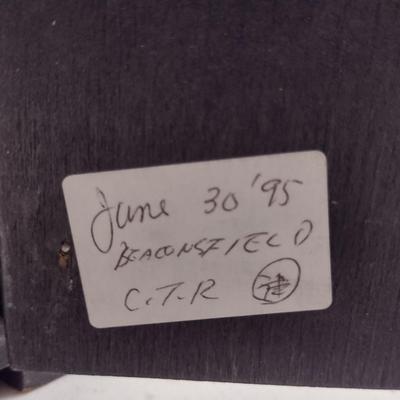 June 30 '95
BEACONSFIELD
C.T.R